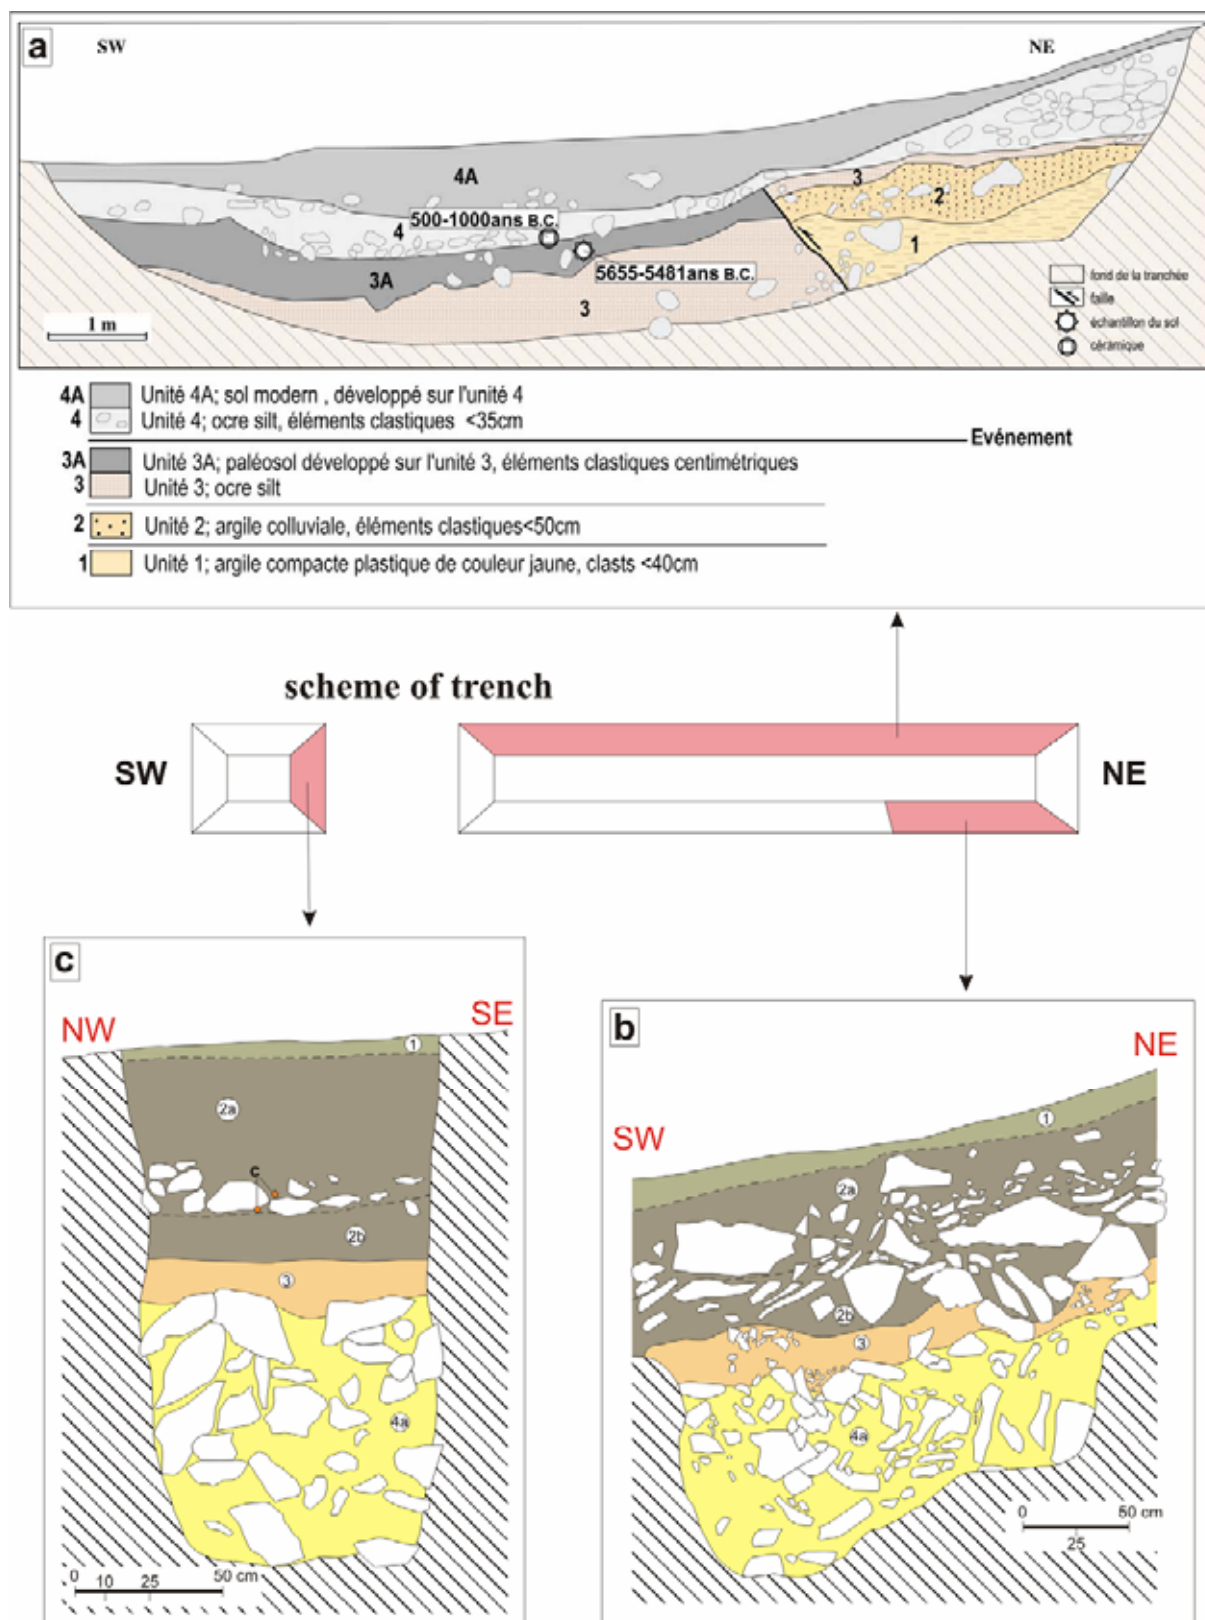 a
SW
NE
4A
3
2
500-1000ans B.C.
4
1
5655-5481ans B.C.
3A
3
fond de la tranchée
faille
échantillon du sol
céramique
1 m
4A Unité 4A; sol modern , développé sur l'unité 4
4 Unité 4; ocre silt, éléments clastiques <35cm
Evénement
3A Unité 3A; paléosol développé sur l'unité 3, éléments clastiques centimétriques
3 Unité 3; ocre silt
2 Unité 2; argile colluviale, éléments clastiques<50cm
1 Unité 1; argile compacte plastique de couleur jaune, clasts <40cm
scheme of trench
SW
NE
c
NW
SE
1
2a
c
2b
3
4a
0 10 25 50 cm
b
SW
NE
1
2a
2b
3
4a
0 50 cm
25